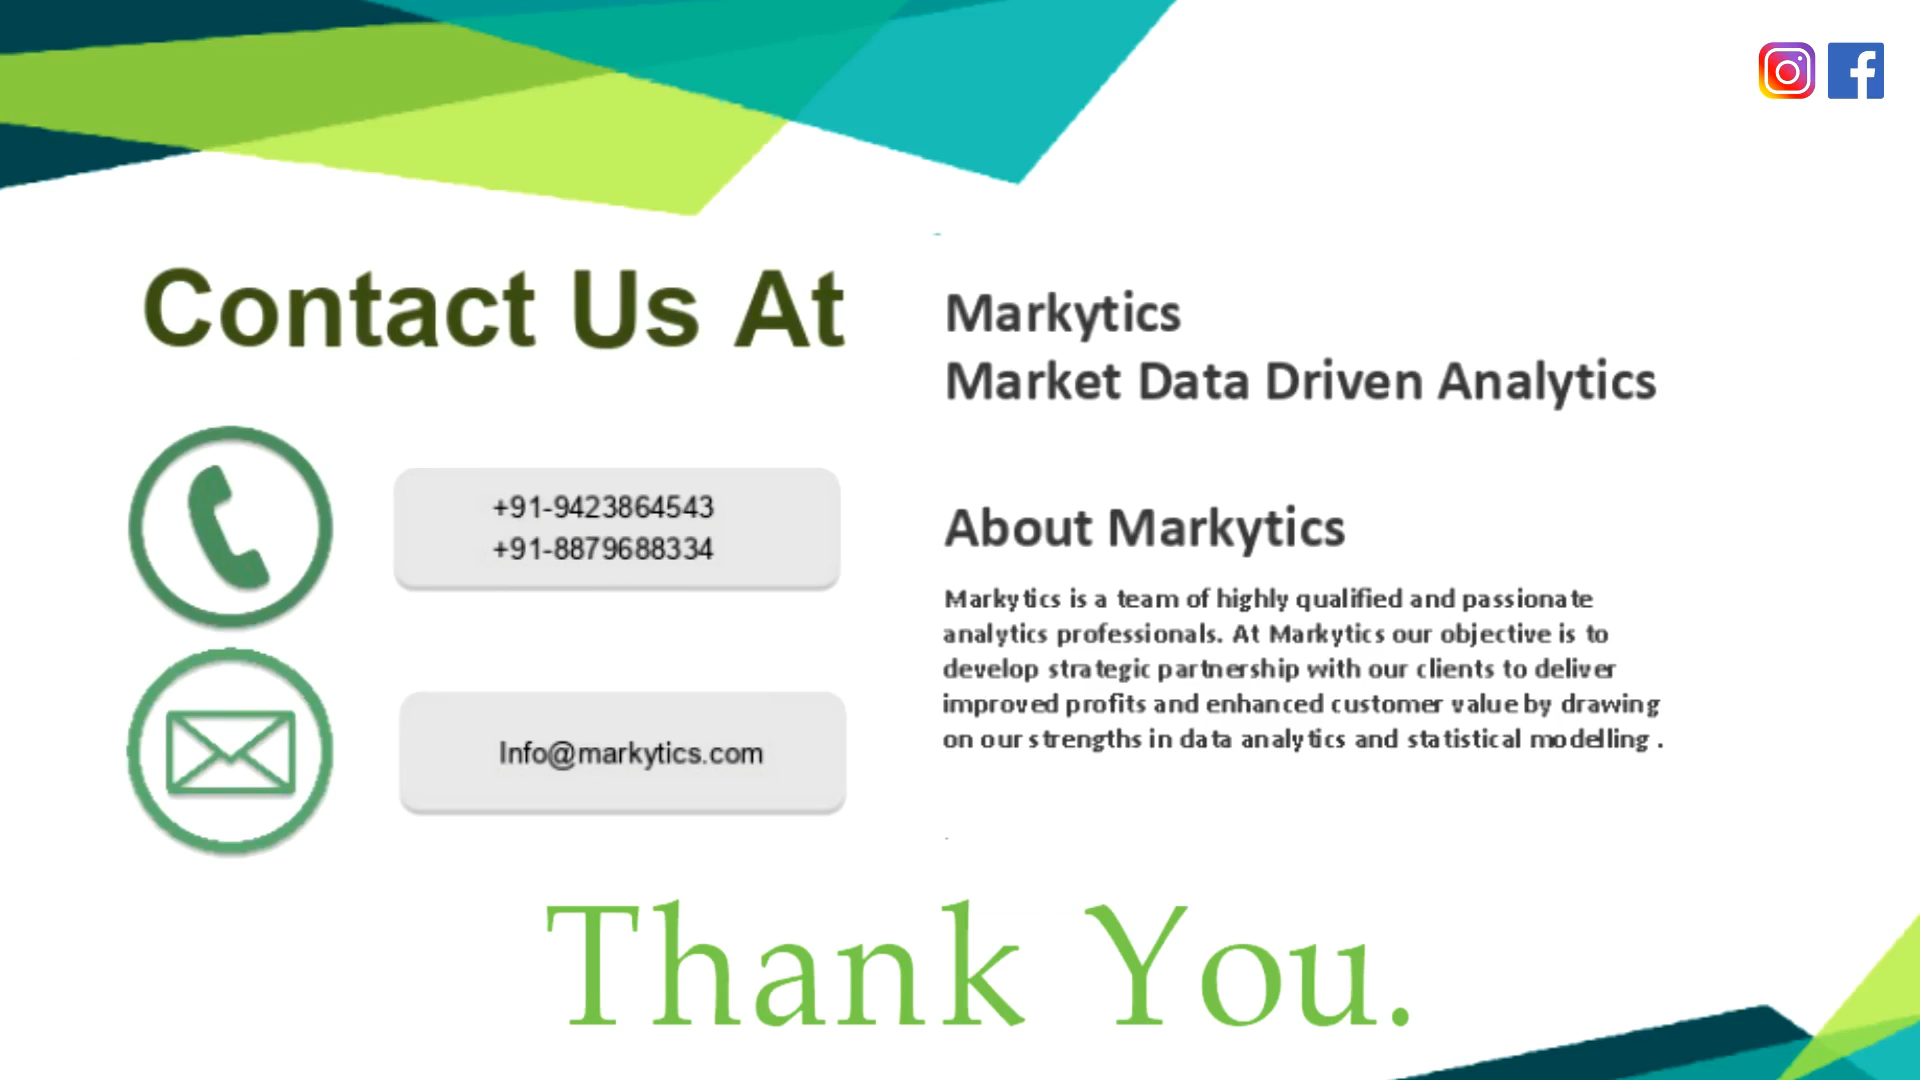 Contact Us At
+91-9423864543
+91-8879688334
Info@markytics.com
Markytics
Market Data Driven Analytics
About Markytics
Markytics is a team of highly qualified and passionate
analytics professionals. At Markytics our objective is to
develop strategic partnership with our clients to deliver
improved profits and enhanced customer value by drawing
on our strengths in data analytics and statistical modelling .
Thank You.